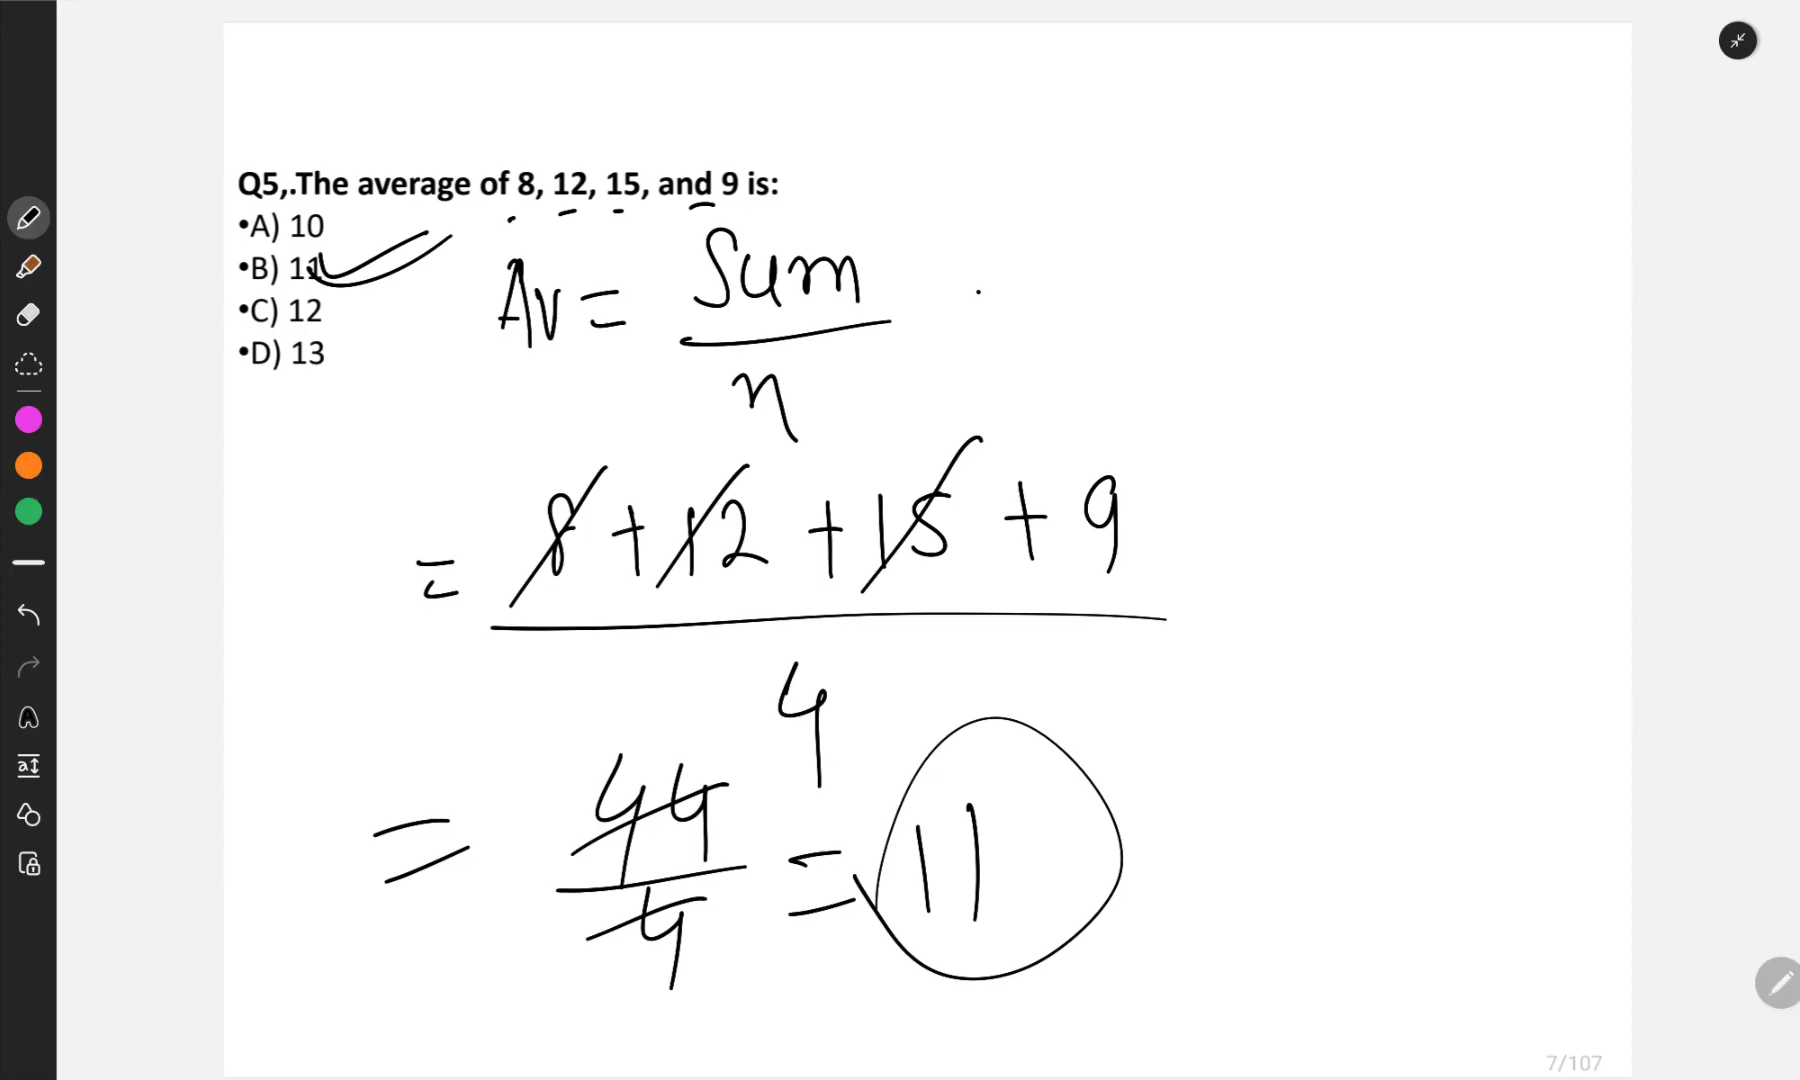 Q5,.The average of 8, 12, 15, and 9 is:
•A) 10
•B) 11
•C) 12
•D) 13
Av = Sum
n
= 8 + 12 + 15 + 9
4
= 44 = 11
4
7/107